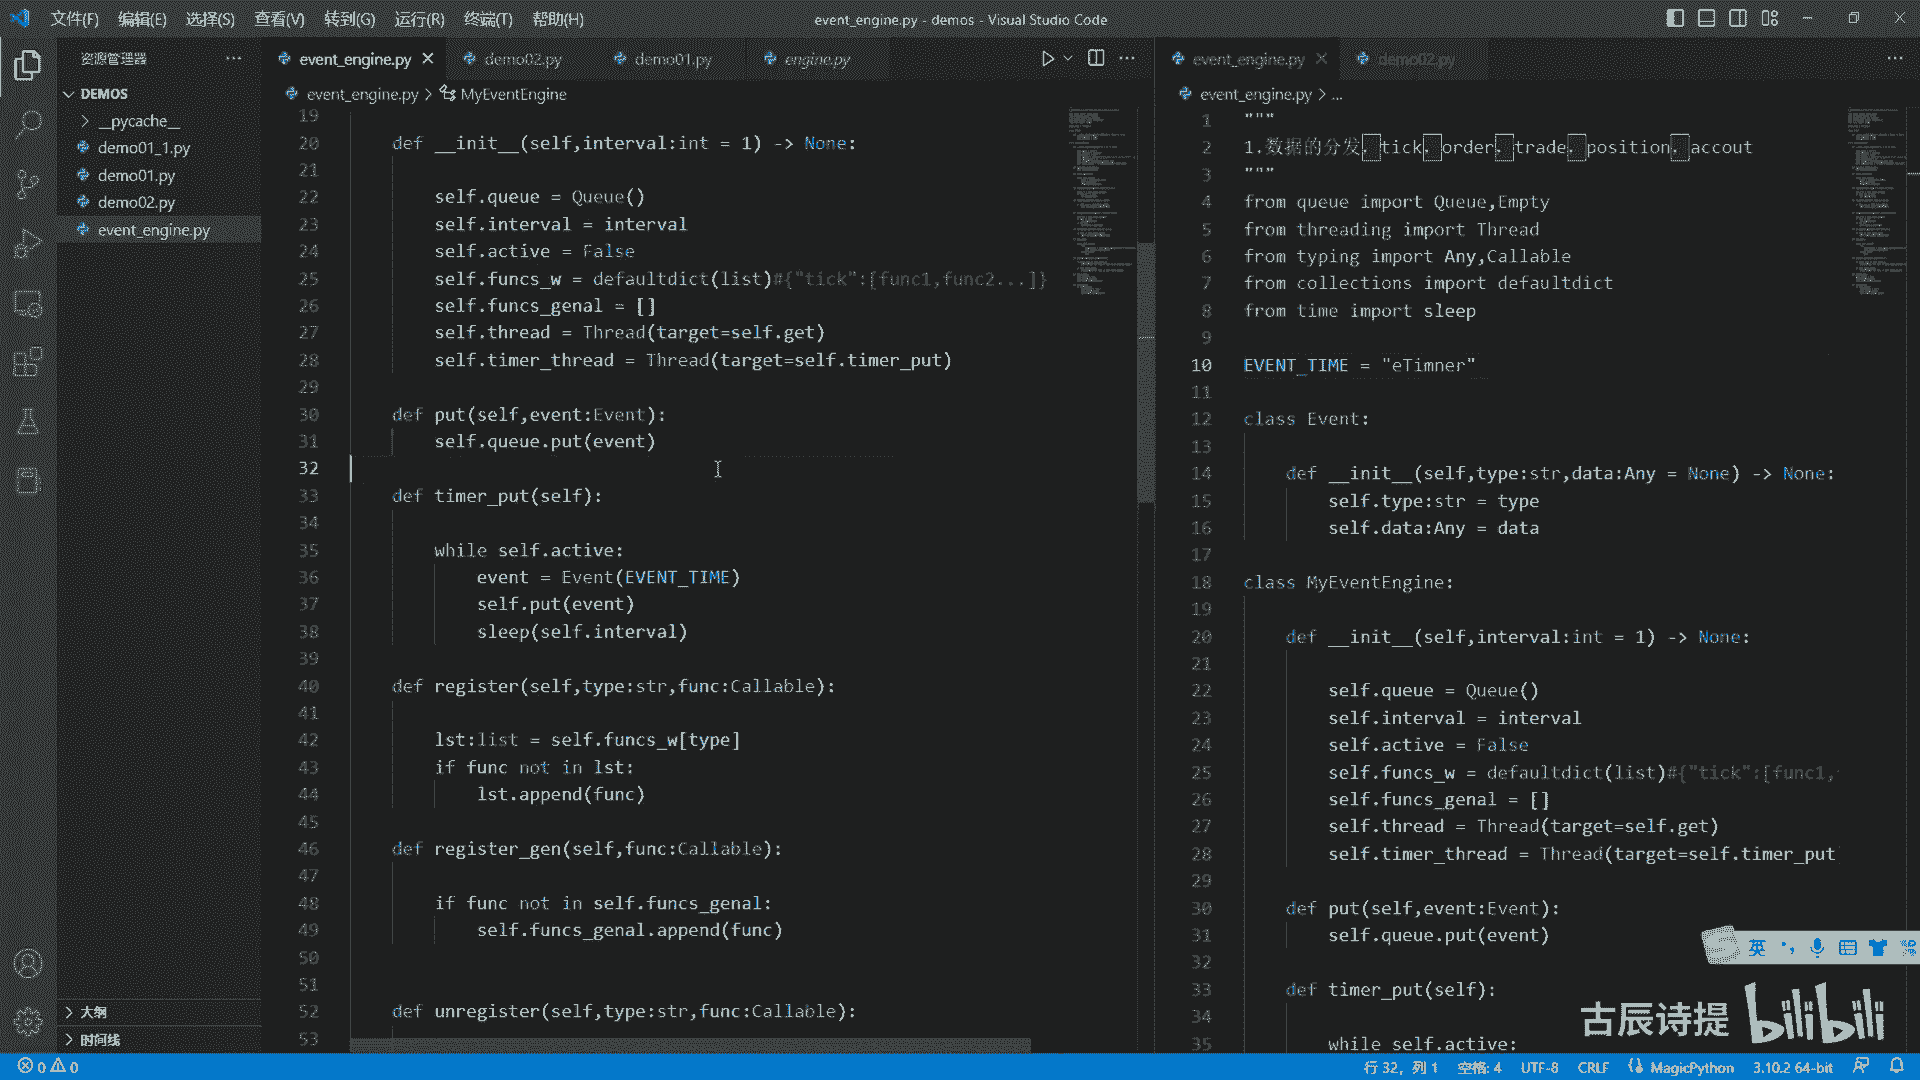 文件(F) 编辑(E) 选择(S) 查看(V) 转到(G) 运行(R) 终端(T) 帮助(H)
event_engine.py - demos - Visual Studio Code
资源管理器
DEMOS
__pycache__
demo01_1.py
demo01.py
demo02.py
event_engine.py
大纲
时间线
event_engine.py demo02.py demo01.py engine.py
event_engine.py > MyEventEngine
19
20 def __init__(self,interval:int = 1) -> None:
21
22 self.queue = Queue()
23 self.interval = interval
24 self.active = False
25 self.funcs_w = defaultdict(list)#{"tick":[func1,func2...]}
26 self.funcs_genal = []
27 self.thread = Thread(target=self.get)
28 self.timer_thread = Thread(target=self.timer_put)
29
30 def put(self,event:Event):
31 self.queue.put(event)
32
33 def timer_put(self):
34
35 while self.active:
36 event = Event(EVENT_TIME)
37 self.put(event)
38 sleep(self.interval)
39
40 def register(self,type:str,func:Callable):
41
42 lst:list = self.funcs_w[type]
43 if func not in lst:
44 lst.append(func)
45
46 def register_gen(self,func:Callable):
47
48 if func not in self.funcs_genal:
49 self.funcs_genal.append(func)
50
51
52 def unregister(self,type:str,func:Callable):
53
event_engine.py demo02.py
event_engine.py > ...
1 """
2 1.数据的分发，tick，order，trade，position，accout
3 """
4 from queue import Queue,Empty
5 from threading import Thread
6 from typing import Any,Callable
7 from collections import defaultdict
8 from time import sleep
9
10 EVENT_TIME = "eTimner"
11
12 class Event:
13
14 def __init__(self,type:str,data:Any = None) -> None:
15 self.type:str = type
16 self.data:Any = data
17
18 class MyEventEngine:
19
20 def __init__(self,interval:int = 1) -> None:
21
22 self.queue = Queue()
23 self.interval = interval
24 self.active = False
25 self.funcs_w = defaultdict(list)#{"tick":[func1,
26 self.funcs_genal = []
27 self.thread = Thread(target=self.get)
28 self.timer_thread = Thread(target=self.timer_put
29
30 def put(self,event:Event):
31 self.queue.put(event)
32
33 def timer_put(self):
34
35 while self.active:
英
古辰诗提 bilibili
0 0
行 32，列 1 空格: 4 UTF-8 CRLF MagicPython 3.10.2 64-bit